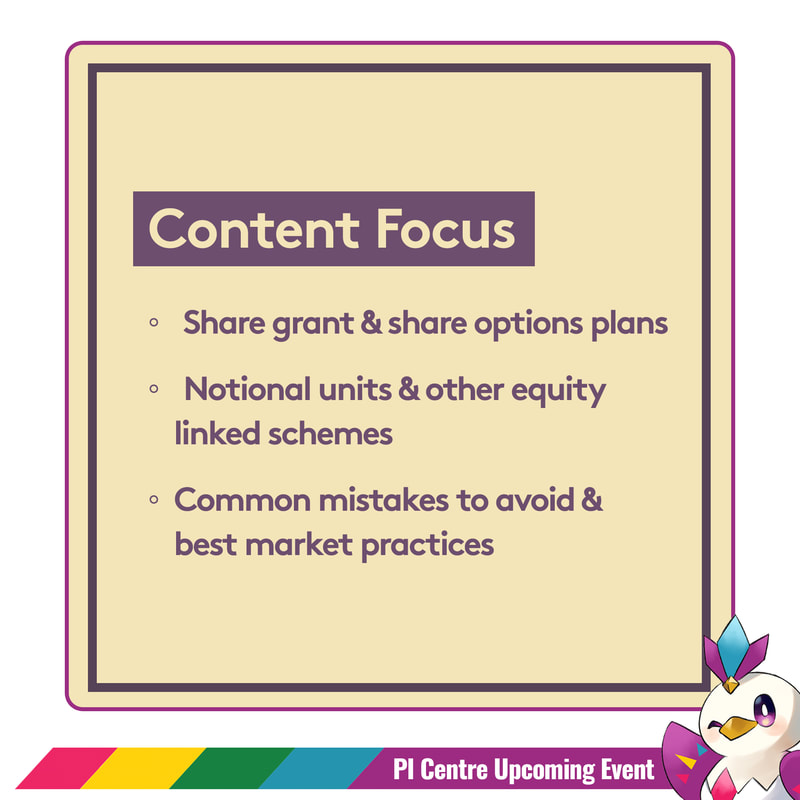 Content Focus
◦ Share grant & share options plans
◦ Notional units & other equity
linked schemes
◦ Common mistakes to avoid &
best market practices
PI Centre Upcoming Event